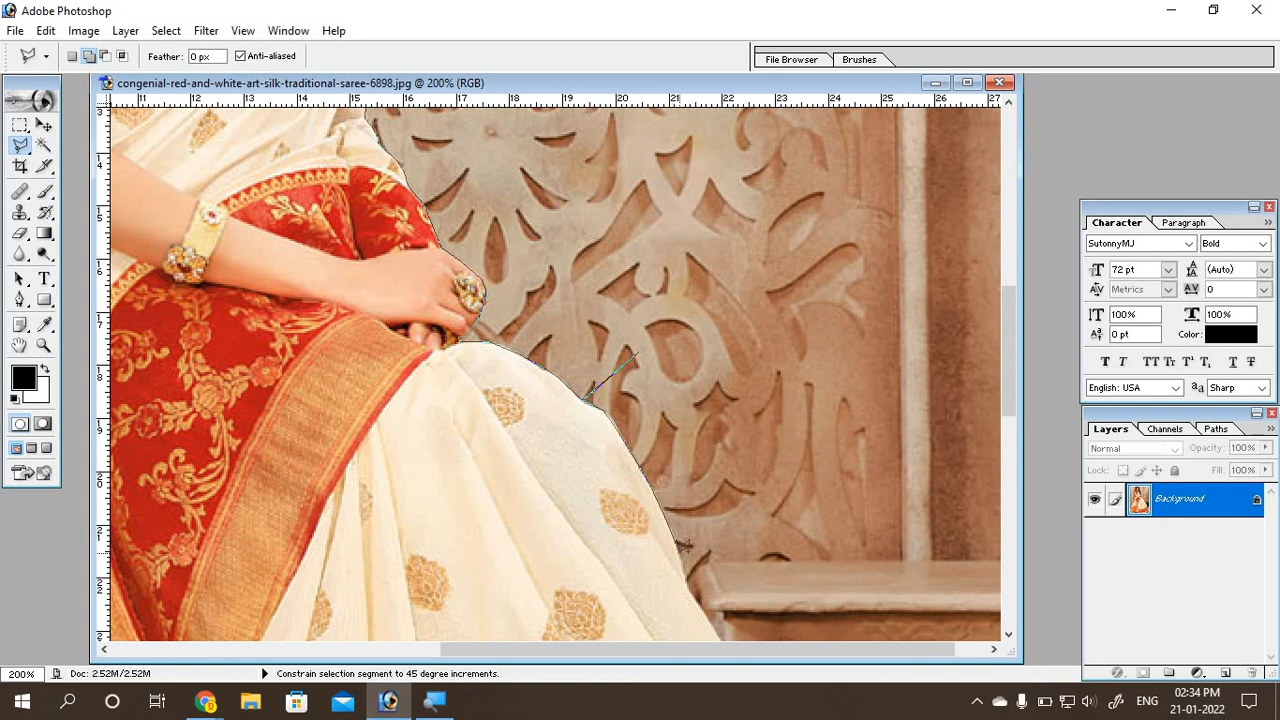 Adobe Photoshop
File Edit Image Layer Select Filter View Window Help
Feather: 0 px Anti-aliased
File Browser Brushes
congenial-red-and-white-art-silk-traditional-saree-6898.jpg @ 200% (RGB)
11 12 13 14 15 16 17 18 19 20 21 22 23 24 25 26 27
Character Paragraph
SutonnyMJ Bold
72 pt (Auto)
Metrics 0
100% 100%
0 pt Color:
T T TT Tt T¹ T₁ T T
English: USA aa Sharp
Layers Channels Paths
Normal Opacity: 100%
Lock: Fill: 100%
Background
200% Doc: 2.52M/2.52M Constrain selection segment to 45 degree increments.
ENG
02:34 PM
21-01-2022